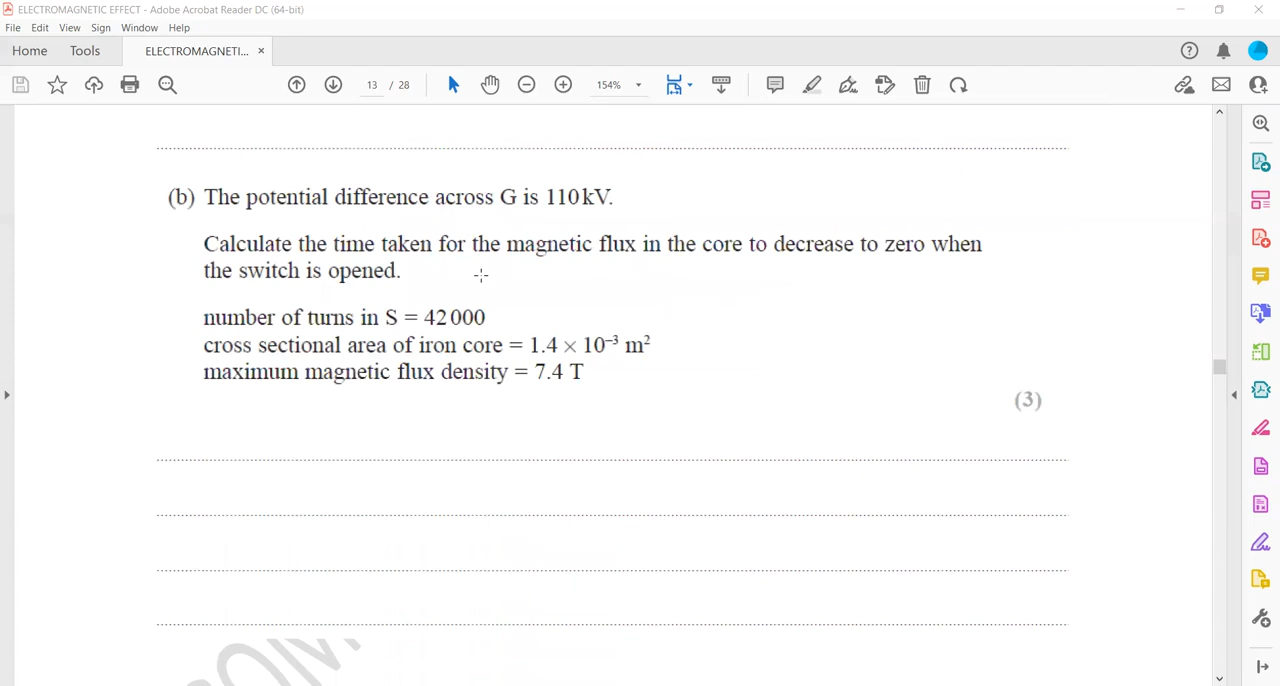 ELECTROMAGNETIC EFFECT - Adobe Acrobat Reader DC (64-bit)
File Edit View Sign Window Help
Home Tools ELECTROMAGNETI... ×
13 / 28 154%
(b) The potential difference across G is 110 kV.
Calculate the time taken for the magnetic flux in the core to decrease to zero when
the switch is opened.
number of turns in S = 42 000
cross sectional area of iron core = 1.4 × 10⁻³ m²
maximum magnetic flux density = 7.4 T
(3)